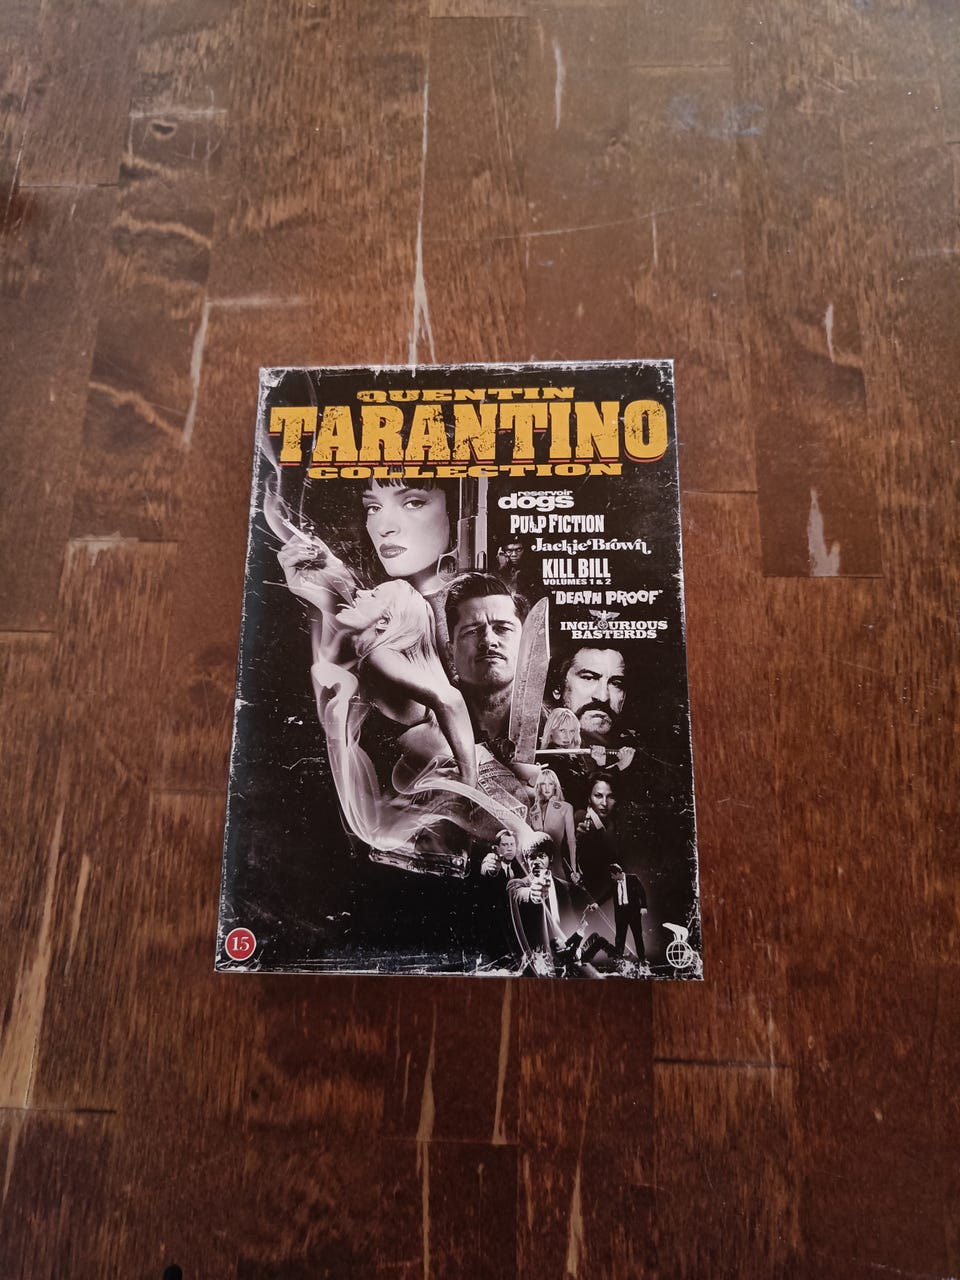 QUENTIN
TARANTINO
COLLECTION
reservoir
dogs
PULP FICTION
Jackie Brown
KILL BILL
VOLUMES 1 & 2
"DEATH PROOF"
INGLOURIOUS
BASTERDS
15